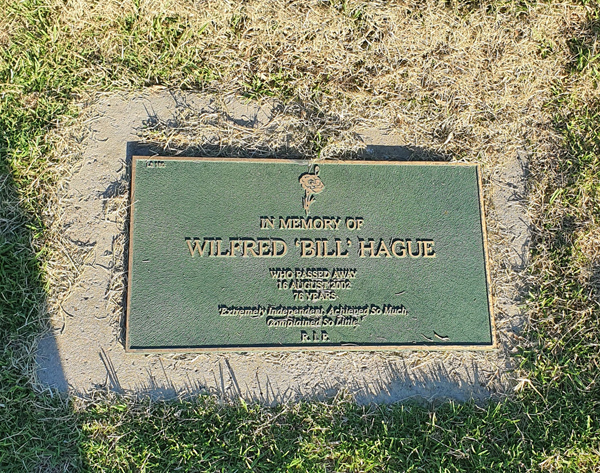 IN MEMORY OF
WILFRED 'BILL' HAGUE
WHO PASSED AWAY
16 AUGUST 2002
76 YEARS
"Extremely Independent, Achieved So Much,
Complained So Little"
R.I.P.